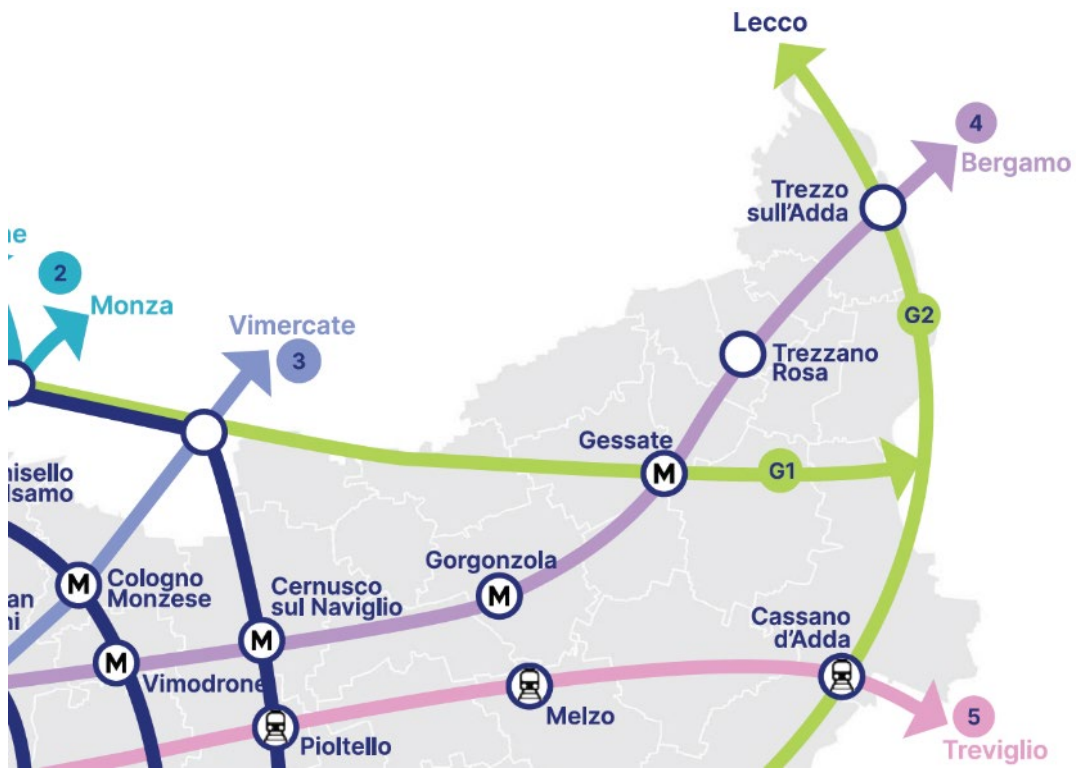 Lecco
4
Bergamo
Trezzo
sull'Adda
2
Monza
Vimercate
3
G2
Trezzano
Rosa
Gessate
M
G1
Gorgonzola
M
Cologno
Monzese
M
Cernusco
sul Naviglio
M
Cassano
d'Adda
M
Vimodrone
Melzo
Pioltello
5
Treviglio